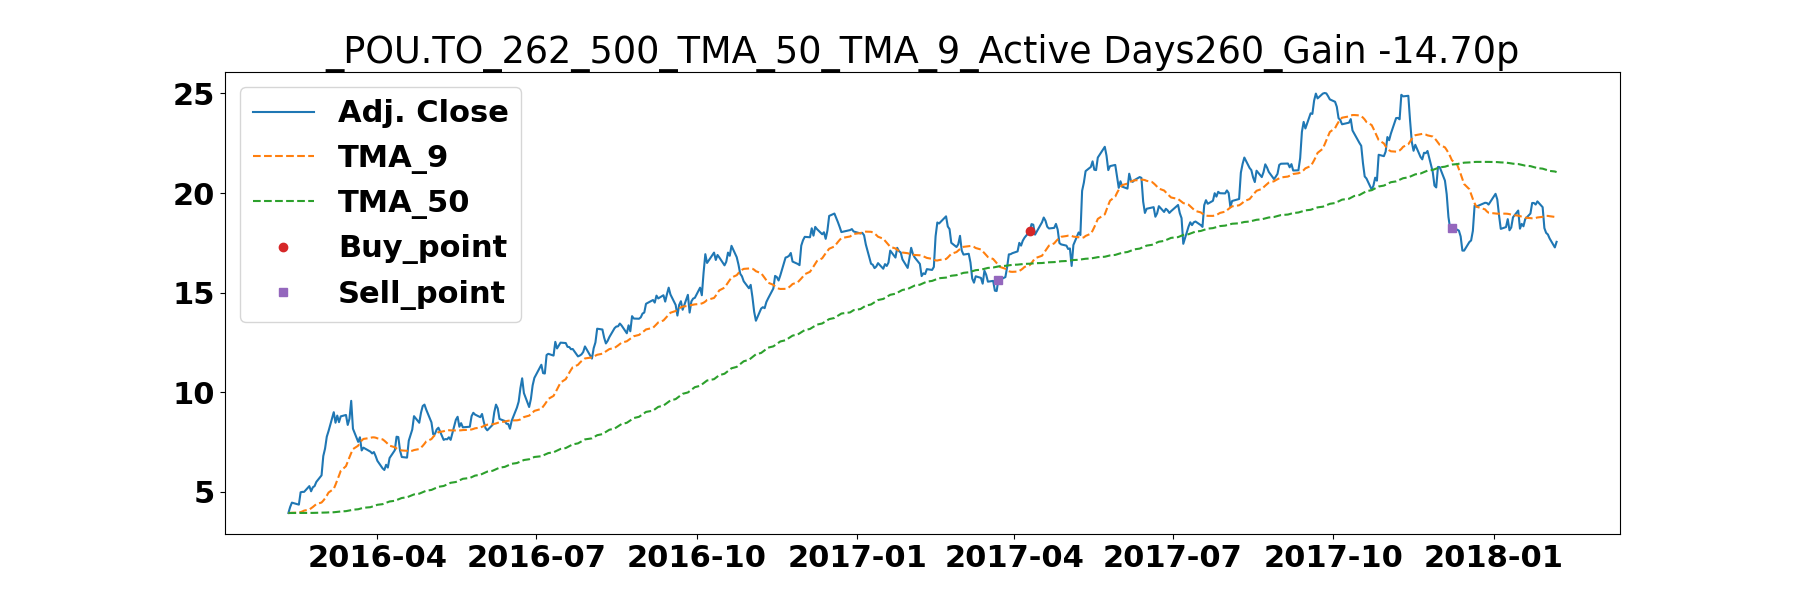 _POU.TO_262_500_TMA_50_TMA_9_Active Days260_Gain -14.70p
25
20
15
10
5
Adj. Close
TMA_9
TMA_50
Buy_point
Sell_point
2016-04 2016-07 2016-10 2017-01 2017-04 2017-07 2017-10 2018-01